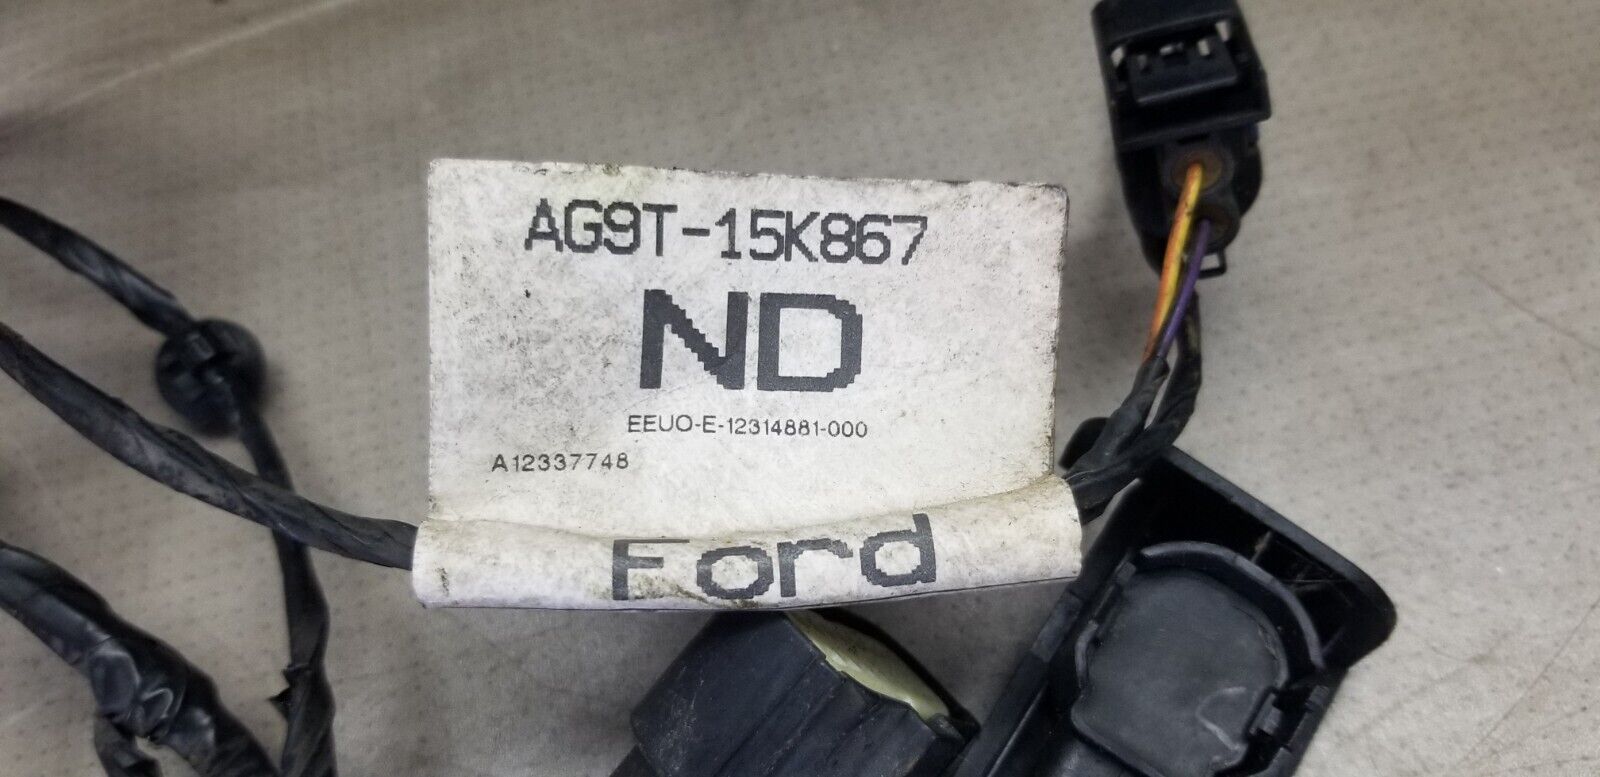 AG9T-15K867
ND
EEUO-E-12314881-000
A12337748
Ford